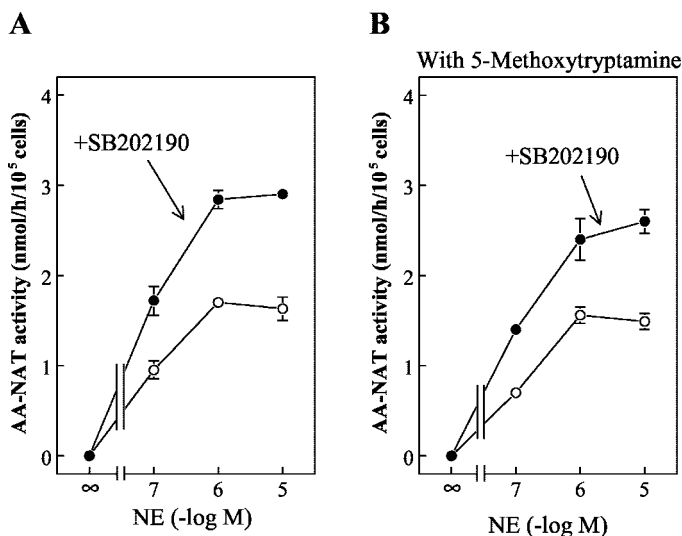 A
4
3
2
1
0
AA-NAT activity (nmol/h/10⁵ cells)
+SB202190
∞ 7 6 5
NE (-log M)
B
With 5-Methoxytryptamine
4
3
2
1
0
AA-NAT activity (nmol/h/10⁵ cells)
+SB202190
∞ 7 6 5
NE (-log M)